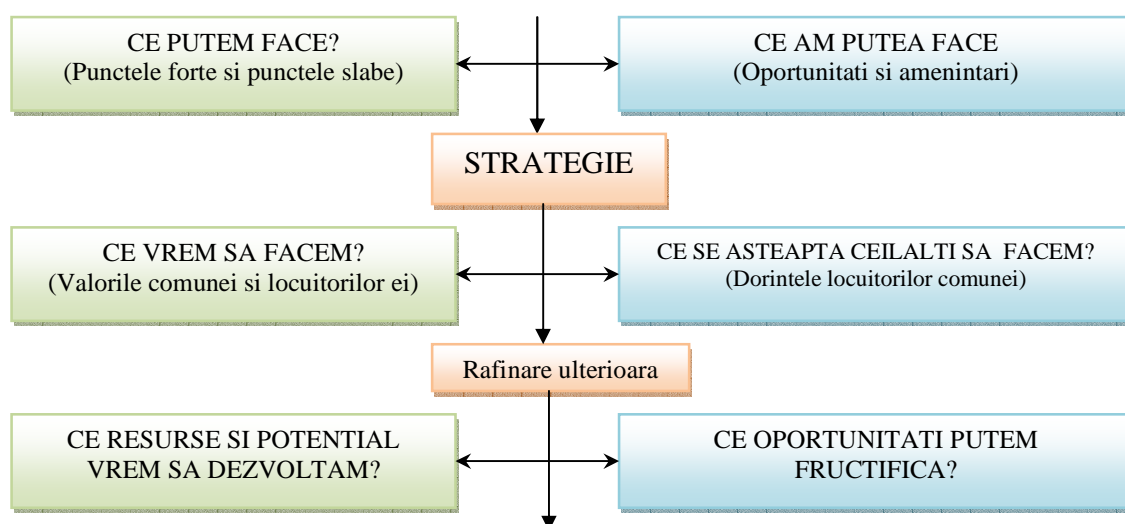 CE PUTEM FACE?
(Punctele forte si punctele slabe)
CE AM PUTEA FACE
(Oportunitati si amenintari)
STRATEGIE
CE VREM SA FACEM?
(Valorile comunei si locuitorilor ei)
CE SE ASTEAPTA CEILALTI SA FACEM?
(Dorintele locuitorilor comunei)
Rafinare ulterioara
CE RESURSE SI POTENTIAL
VREM SA DEZVOLTAM?
CE OPORTUNITATI PUTEM
FRUCTIFICA?